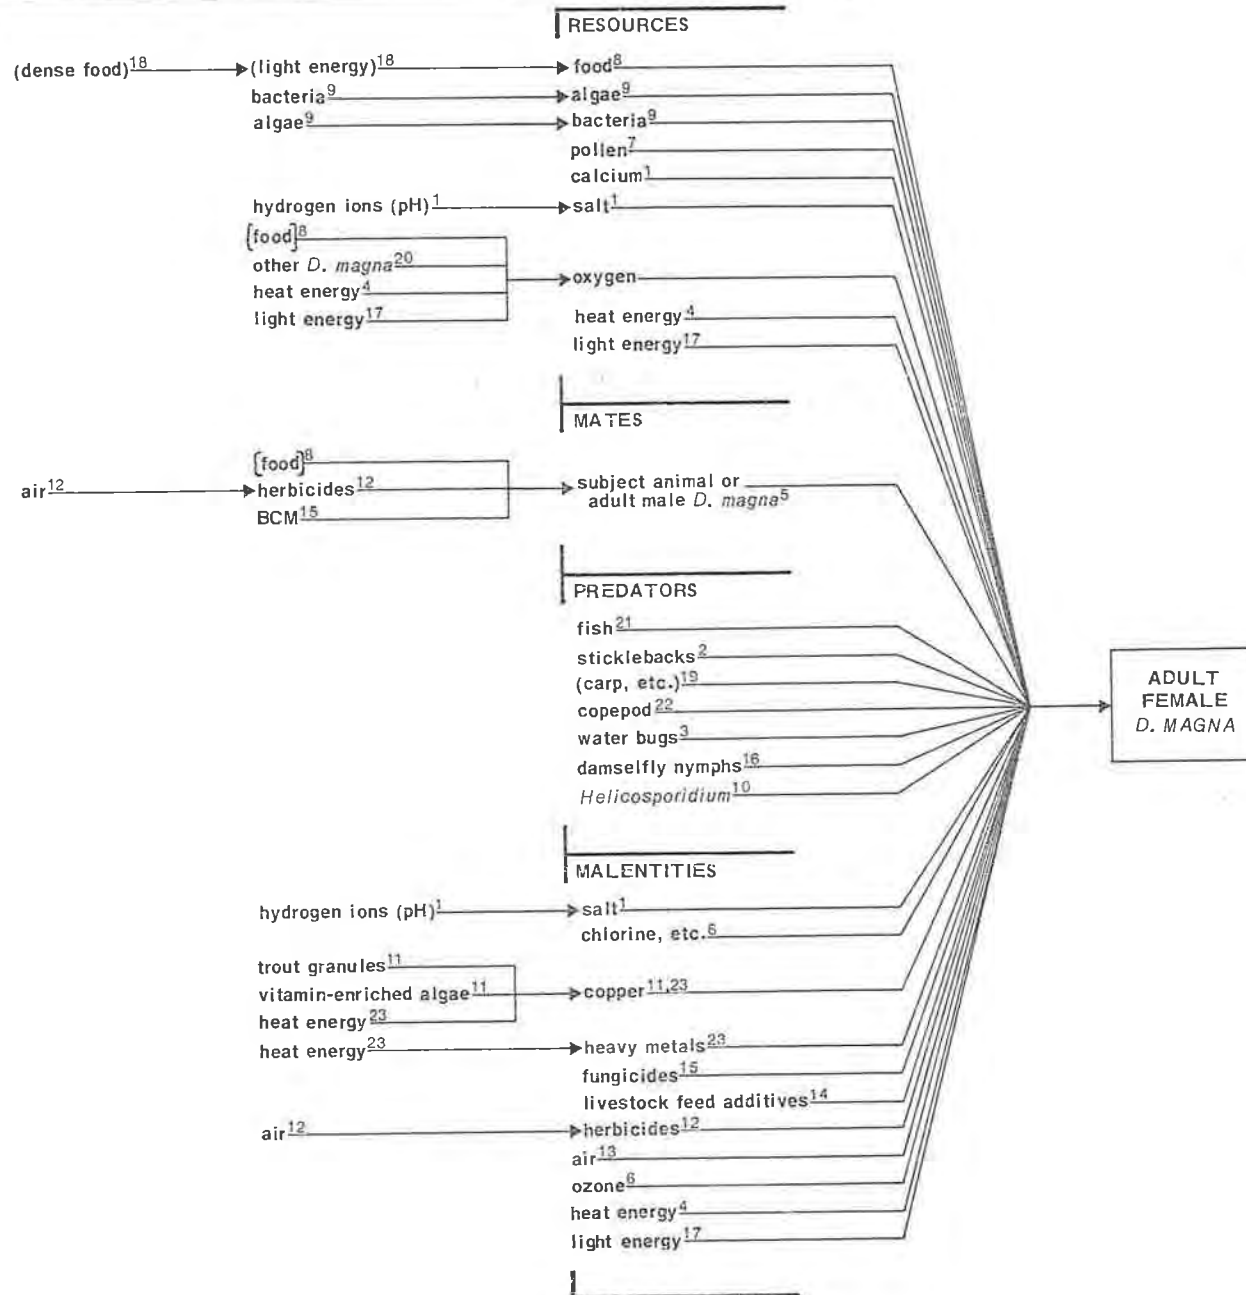 RESOURCES
(dense food)18 (light energy)18 food8
bacteria9 algae9
algae9 bacteria9
pollen7
calcium1
hydrogen ions (pH)1 salt1
[food]8
other D. magna20
oxygen
heat energy4
light energy17
heat energy4
light energy17
MATES
[food]8
air12 herbicides12 subject animal or
adult male D. magna5
BCM15
PREDATORS
fish21
sticklebacks2
(carp, etc.)19
copepod22
water bugs3
damselfly nymphs16
Helicosporidium10
ADULT
FEMALE
D. MAGNA
MALENTITIES
hydrogen ions (pH)1 salt1
chlorine, etc.6
trout granules11
vitamin-enriched algae11 copper11,23
heat energy23
heat energy23 heavy metals23
fungicides15
livestock feed additives14
air12 herbicides12
air13
ozone6
heat energy4
light energy17